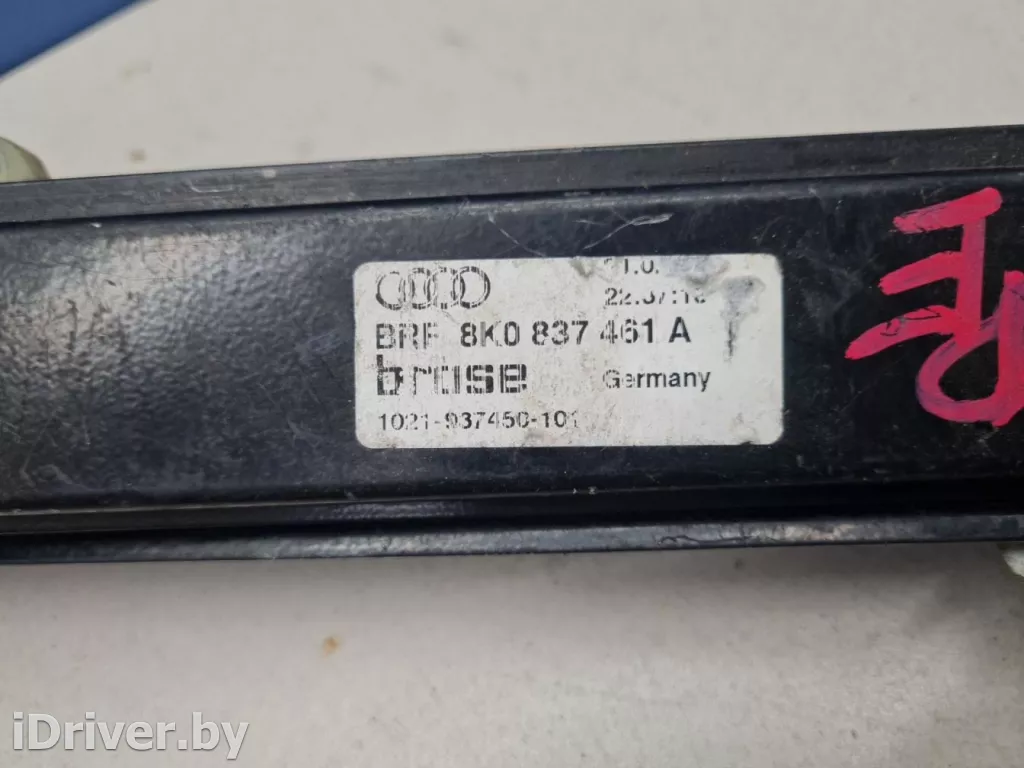 BRF 8K0 837 461 A
brose
Germany
1021-937450-101
iDriver.by